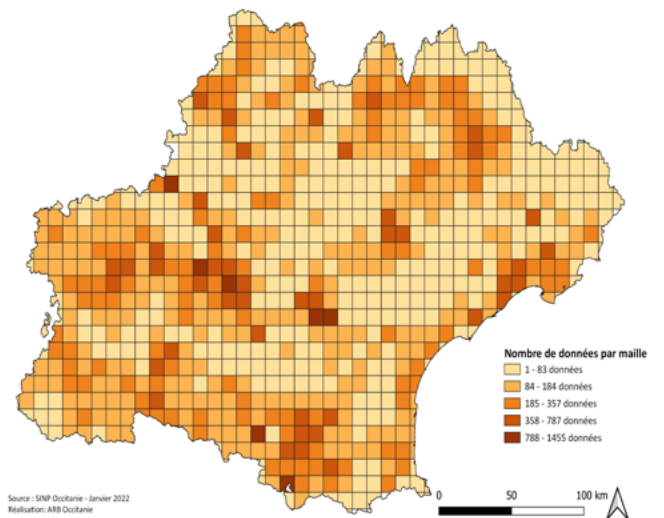 Nombre de données par maille
1 - 83 données
84 - 184 données
185 - 357 données
358 - 787 données
788 - 1455 données
Source : SINP Occitanie - Janvier 2022
Réalisation: ARB Occitanie
0 50 100 km